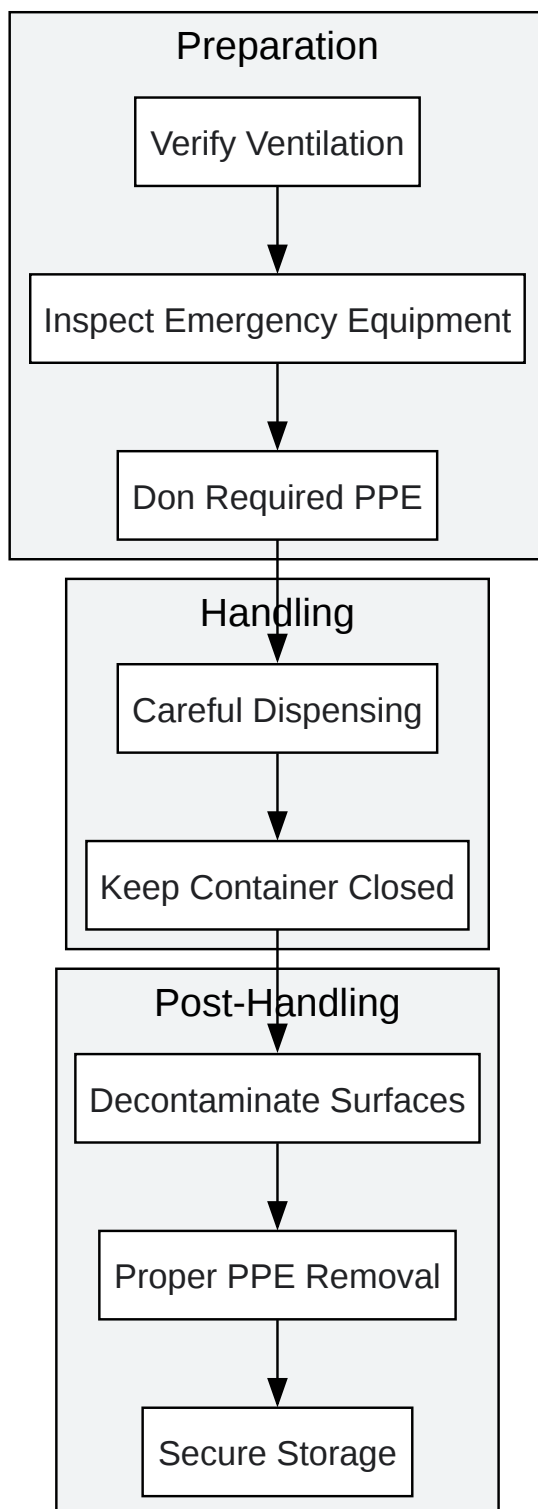 Preparation
Verify Ventilation
Inspect Emergency Equipment
Don Required PPE
Handling
Careful Dispensing
Keep Container Closed
Post-Handling
Decontaminate Surfaces
Proper PPE Removal
Secure Storage